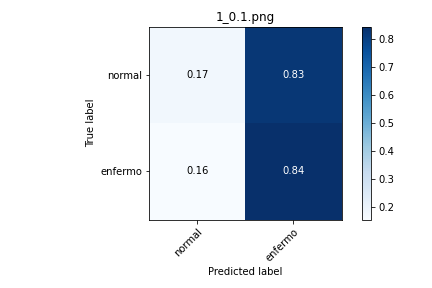 1_0.1.png
True label
normal
enfermo
0.17
0.83
0.16
0.84
normal
enfermo
Predicted label
0.8
0.7
0.6
0.5
0.4
0.3
0.2